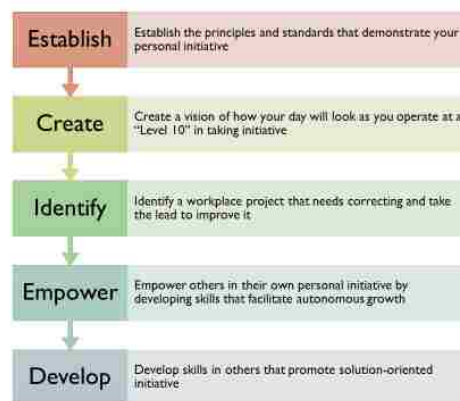 Establish
Establish the principles and standards that demonstrate your
personal initiative
Create
Create a vision of how your day will look as you operate at a
“Level 10” in taking initiative
Identify
Identify a workplace project that needs correcting and take
the lead to improve it
Empower
Empower others in their own personal initiative by
developing skills that facilitate autonomous growth
Develop
Develop skills in others that promote solution-oriented
initiative